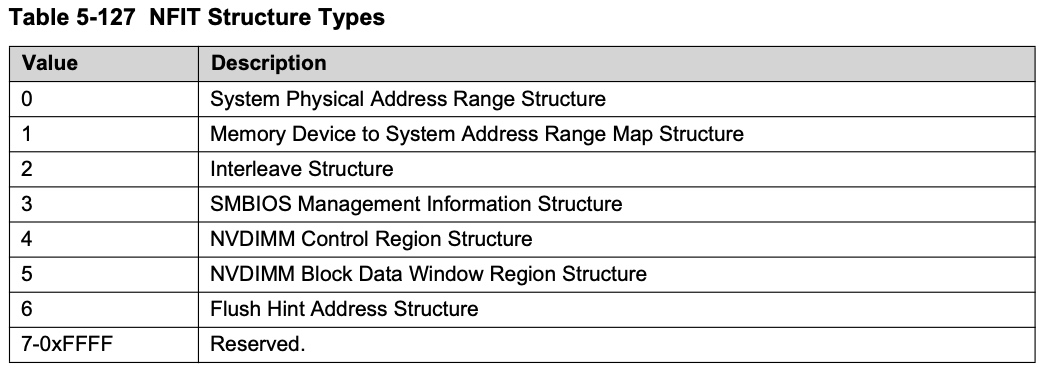 Table 5-127 NFIT Structure Types
Value Description
0 System Physical Address Range Structure
1 Memory Device to System Address Range Map Structure
2 Interleave Structure
3 SMBIOS Management Information Structure
4 NVDIMM Control Region Structure
5 NVDIMM Block Data Window Region Structure
6 Flush Hint Address Structure
7-0xFFFF Reserved.